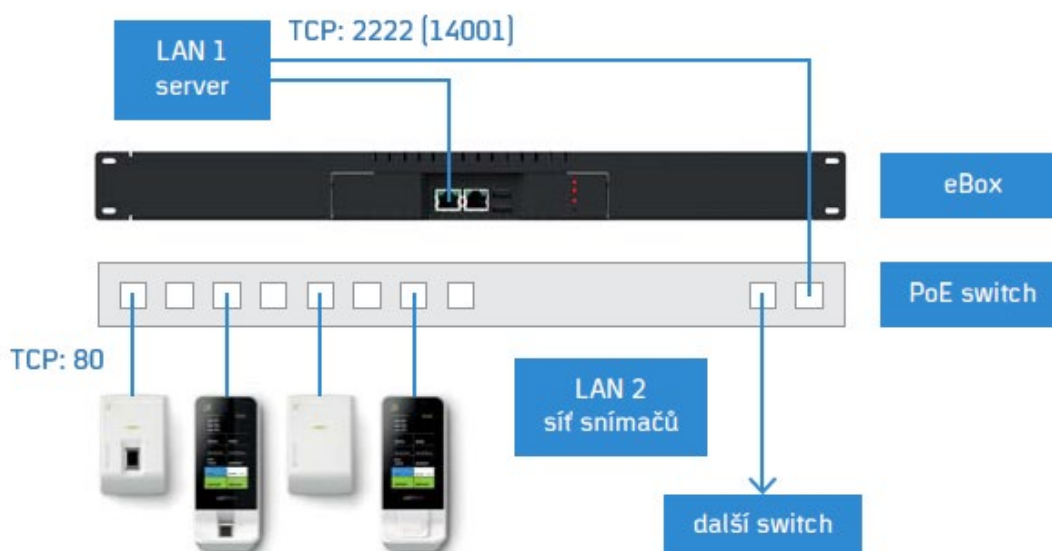 TCP: 2222 (14001)
LAN 1
server
eBox
PoE switch
TCP: 80
LAN 2
síť snímačů
další switch